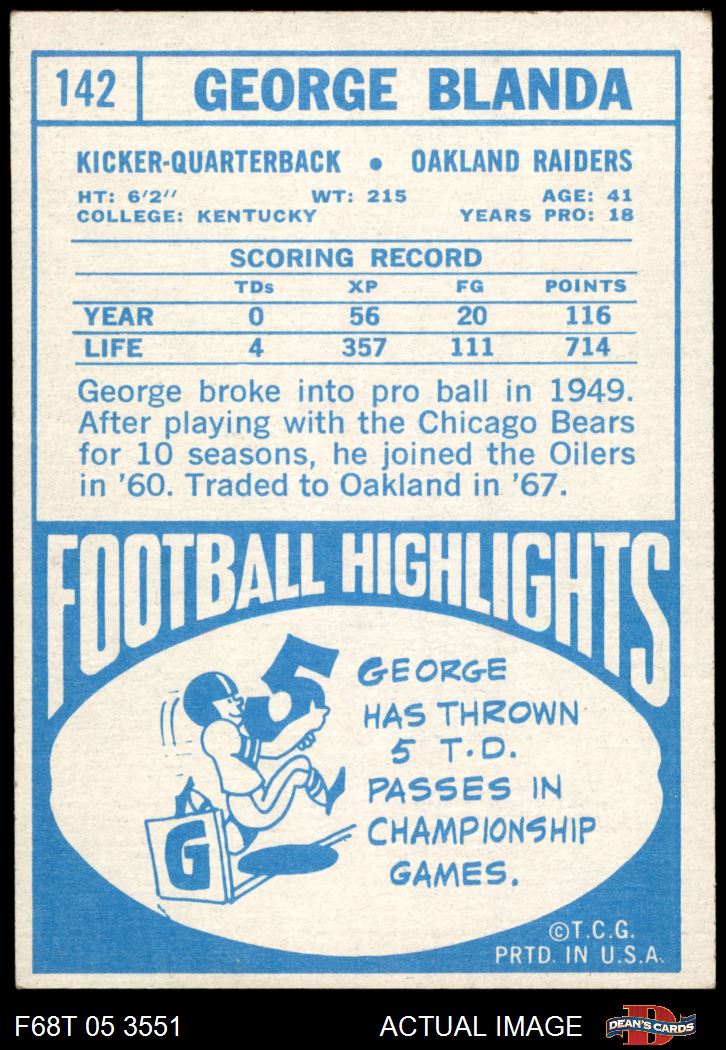 142 GEORGE BLANDA
KICKER-QUARTERBACK • OAKLAND RAIDERS
HT: 6'2" WT: 215 AGE: 41
COLLEGE: KENTUCKY YEARS PRO: 18
SCORING RECORD
TDs XP FG POINTS
YEAR 0 56 20 116
LIFE 4 357 111 714
George broke into pro ball in 1949.
After playing with the Chicago Bears
for 10 seasons, he joined the Oilers
in '60. Traded to Oakland in '67.
FOOTBALL HIGHLIGHTS
5
G
GEORGE
HAS THROWN
5 T.D.
PASSES IN
CHAMPIONSHIP
GAMES.
©T.C.G.
PRTD. IN U.S.A.
F68T 05 3551 ACTUAL IMAGE D DEAN'S CARDS